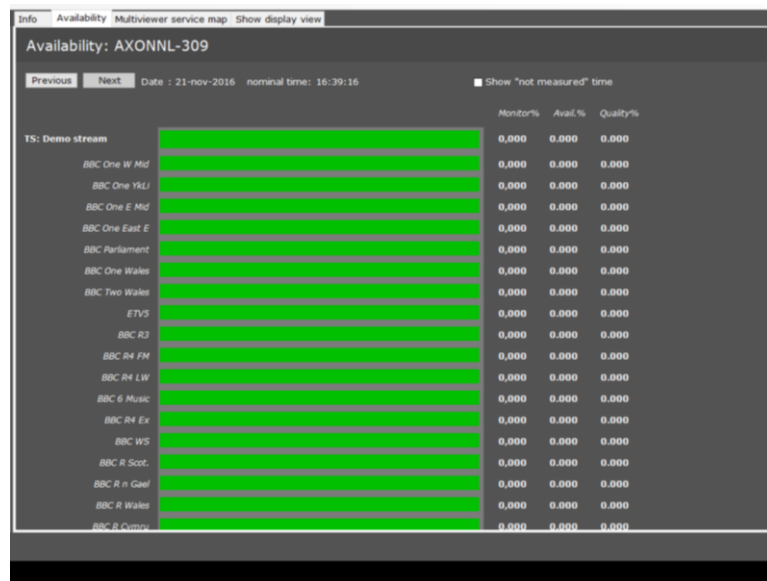 Info Availability Multiviewer service map Show display view
Availability: AXONNL-309
Previous Next Date : 21-nov-2016 nominal time: 16:39:16 Show "not measured" time
Monitor% Avail.% Quality%
TS: Demo stream 0,000 0.000 0.000
BBC One W Mid 0,000 0.000 0.000
BBC One YkLi 0,000 0.000 0.000
BBC One E Mid 0,000 0.000 0.000
BBC One East E 0,000 0.000 0.000
BBC Parliament 0,000 0.000 0.000
BBC One Wales 0,000 0.000 0.000
BBC Two Wales 0,000 0.000 0.000
ETV5 0,000 0.000 0.000
BBC R3 0,000 0.000 0.000
BBC R4 FM 0,000 0.000 0.000
BBC R4 LW 0,000 0.000 0.000
BBC 6 Music 0,000 0.000 0.000
BBC R4 Ex 0,000 0.000 0.000
BBC WS 0,000 0.000 0.000
BBC R Scot. 0,000 0.000 0.000
BBC R n Gael 0,000 0.000 0.000
BBC R Wales 0,000 0.000 0.000
BBC R Cymru 0.000 0.000 0.000